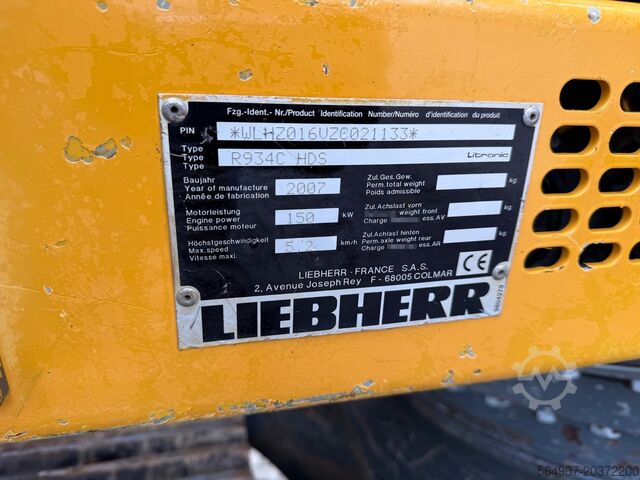 Fzg.-Ident.- Nr./Product Identification Number/Numéro d'identification du produit
PIN *WLHZ016VZC021133*
Type
Type R934C HDS Litronic
Type
Baujahr
Year of manufacture 2007
Année de fabrication
Motorleistung
Engine power 150 kW
Puissance moteur
Höchstgeschwindigkeit
Max speed 5.2 km/h
Vitesse maxi.
Zul.Ges.Gew.
Perm.total weight kg
Poids admissible
Zul.Achslast vorn
weight front kg
Charge ess.AV
Zul.Achslast hinten
Perm.axle weight rear kg
Charge ess.AR
LIEBHERR - FRANCE S.A.S.
2, Avenue Joseph Rey F - 68005 COLMAR
CE
LIEBHERR
9804279
584967-20372200